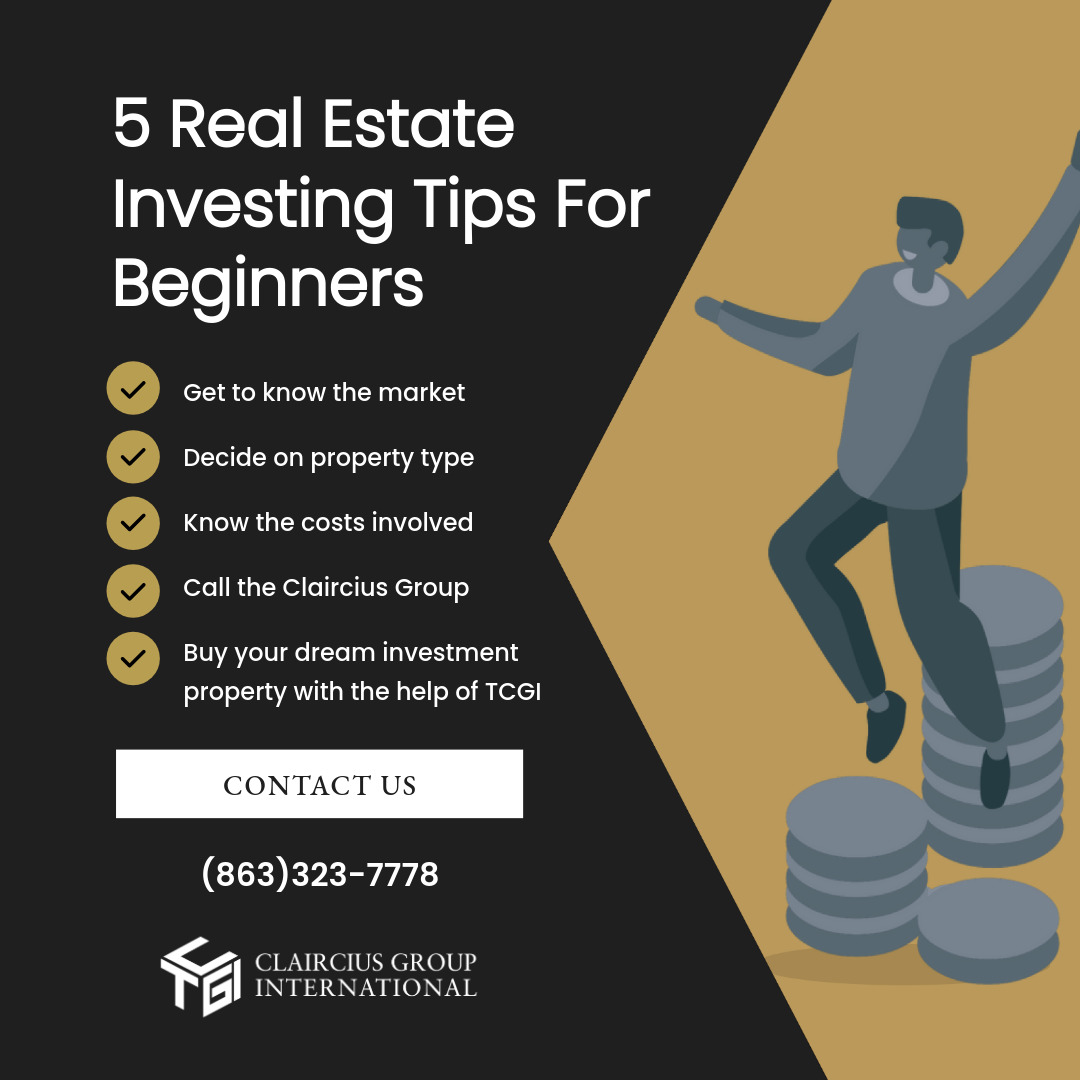 5 Real Estate
Investing Tips For
Beginners
Get to know the market
Decide on property type
Know the costs involved
Call the Claircius Group
Buy your dream investment
property with the help of TCGI
CONTACT US
(863)323-7778
TCGI
CLAIRCIUS GROUP
INTERNATIONAL